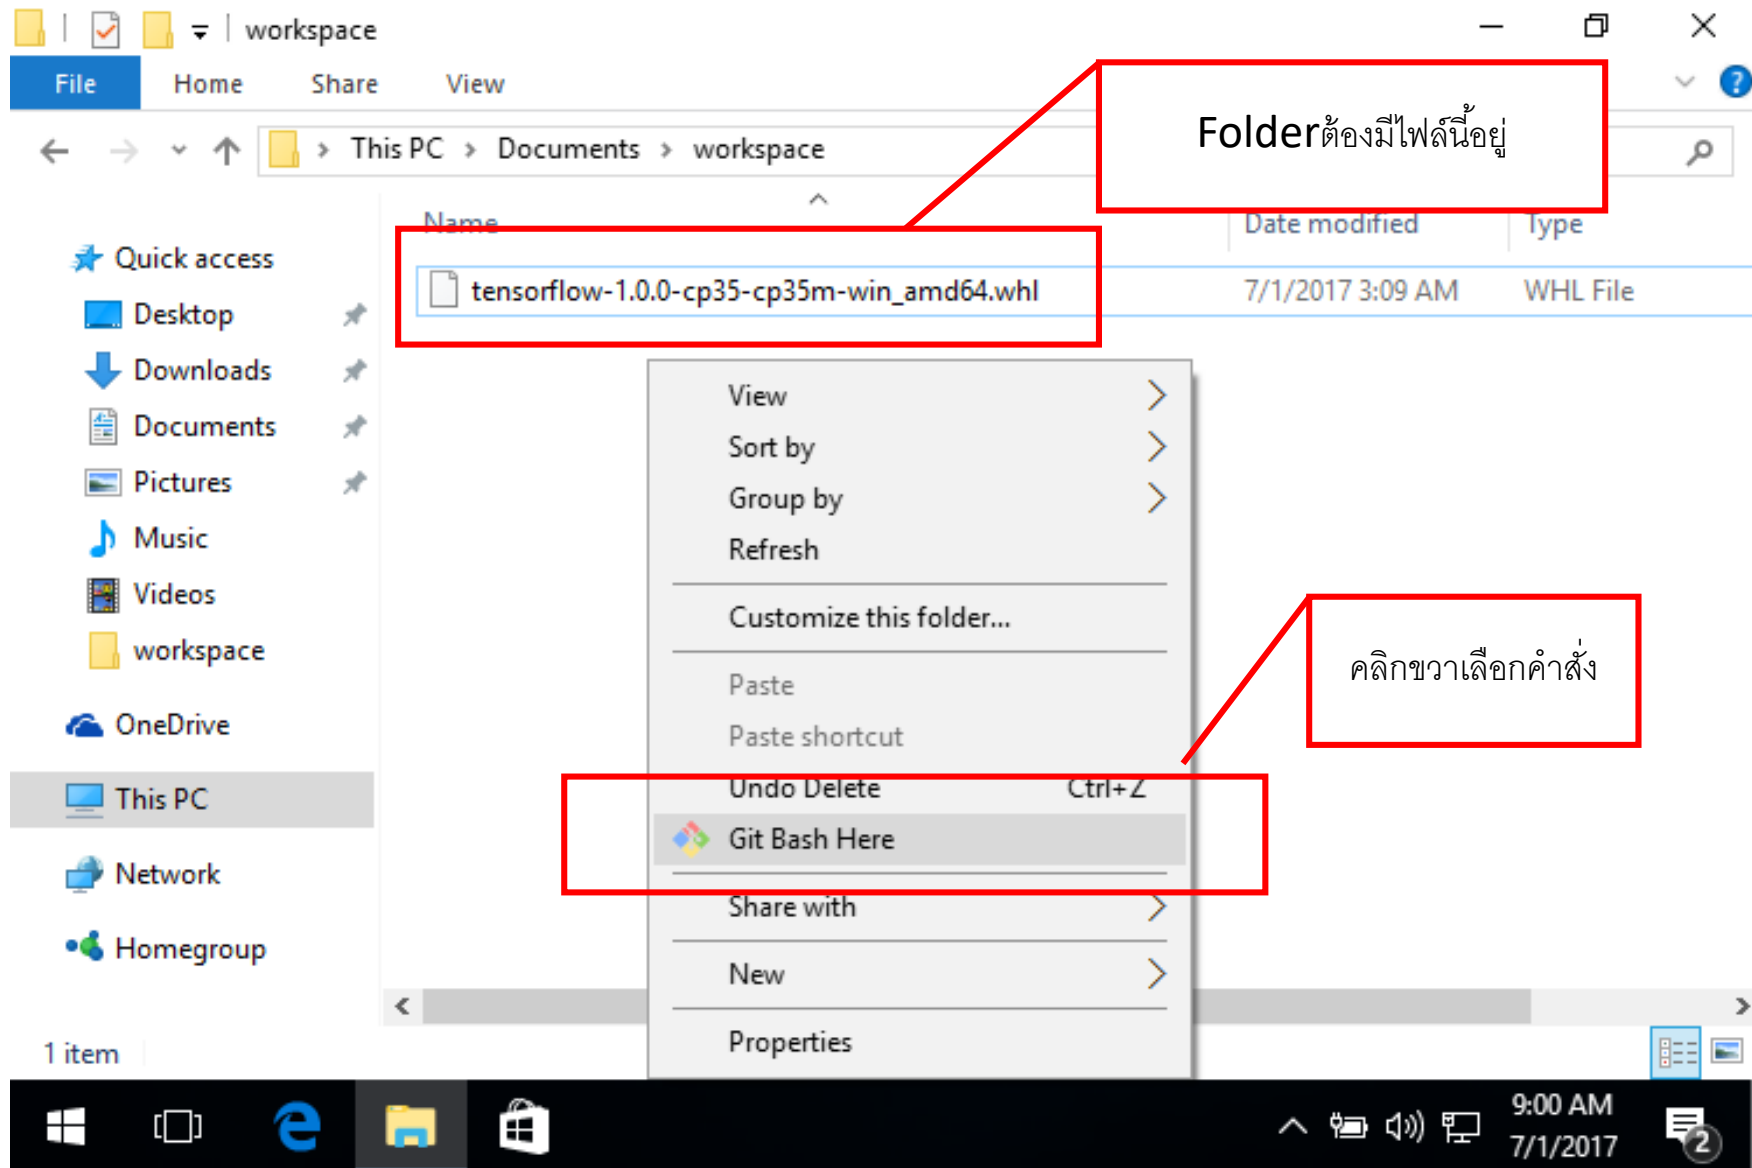 workspace
File Home Share View
Folderต้องมีไฟล์นี้อยู่
This PC Documents workspace
Name Date modified Type
tensorflow-1.0.0-cp35-cp35m-win_amd64.whl 7/1/2017 3:09 AM WHL File
Quick access
Desktop
Downloads
Documents
Pictures
Music
Videos
workspace
OneDrive
This PC
Network
Homegroup
View
Sort by
Group by
Refresh
Customize this folder...
Paste
Paste shortcut
Undo Delete Ctrl+Z
Git Bash Here
Share with
New
Properties
คลิกขวาเลือกคำสั่ง
1 item
9:00 AM
7/1/2017
2